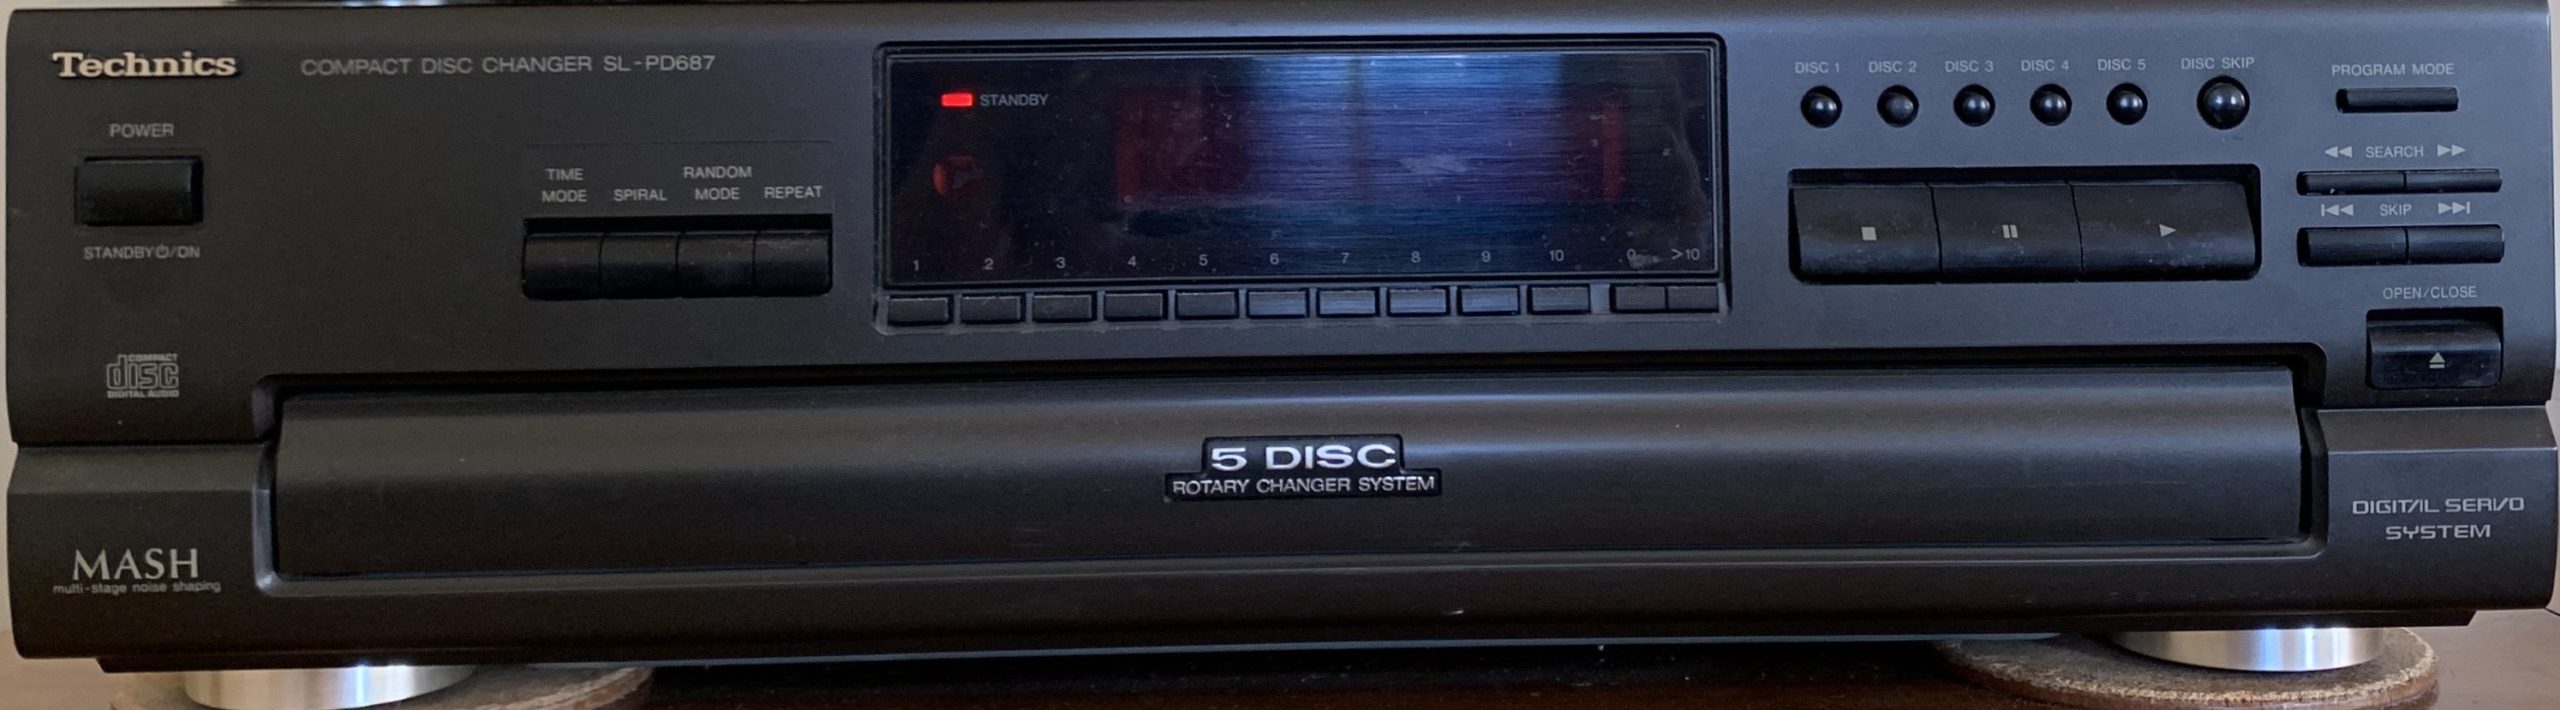 Technics
COMPACT DISC CHANGER SL-PD687
POWER
STANDBY⏻/ON
TIME MODE
SPIRAL
RANDOM MODE
REPEAT
STANDBY
1 2 3 4 5 6 7 8 9 10 0 >10
DISC 1 DISC 2 DISC 3 DISC 4 DISC 5 DISC SKIP
PROGRAM MODE
◀◀ SEARCH ▶▶
|◀◀ SKIP ▶▶|
OPEN/CLOSE
COMPACT
disc
DIGITAL AUDIO
5 DISC
ROTARY CHANGER SYSTEM
MASH
multi-stage noise shaping
DIGITAL SERVO
SYSTEM